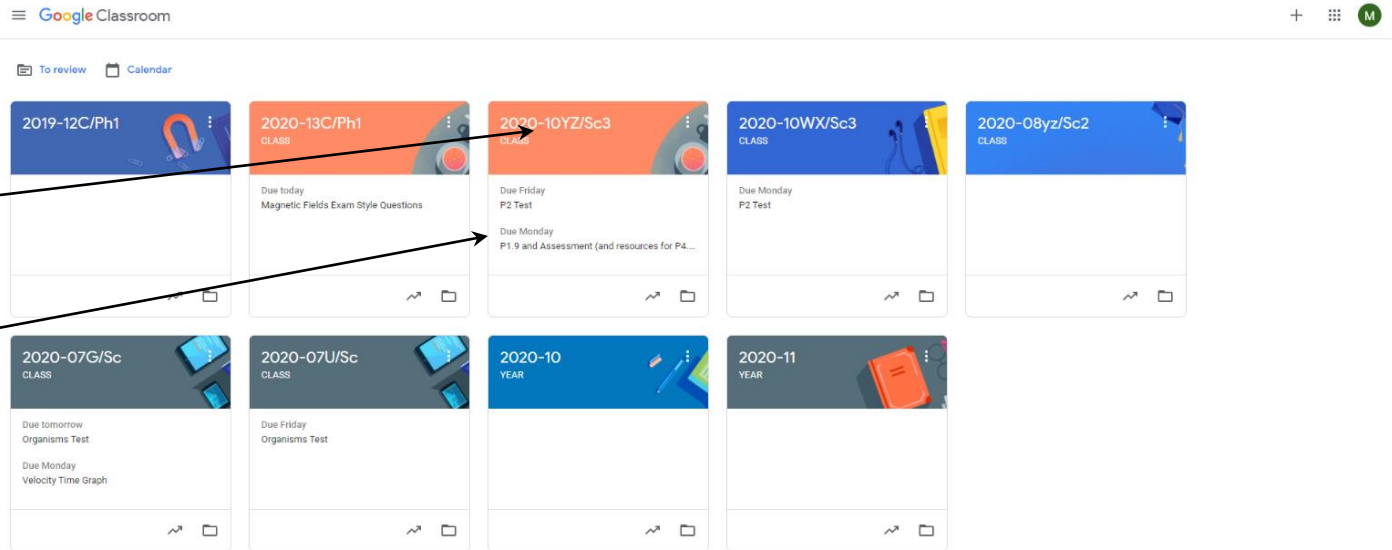 Google Classroom
M
To review Calendar
2019-12C/Ph1
2020-13C/Ph1
CLASS
Due today
Magnetic Fields Exam Style Questions
2020-10YZ/Sc3
CLASS
Due Friday
P2 Test
Due Monday
P1.9 and Assessment (and resources for P4...
2020-10WX/Sc3
CLASS
Due Monday
P2 Test
2020-08yz/Sc2
CLASS
2020-07G/Sc
CLASS
Due tomorrow
Organisms Test
Due Monday
Velocity Time Graph
2020-07U/Sc
CLASS
Due Friday
Organisms Test
2020-10
YEAR
2020-11
YEAR